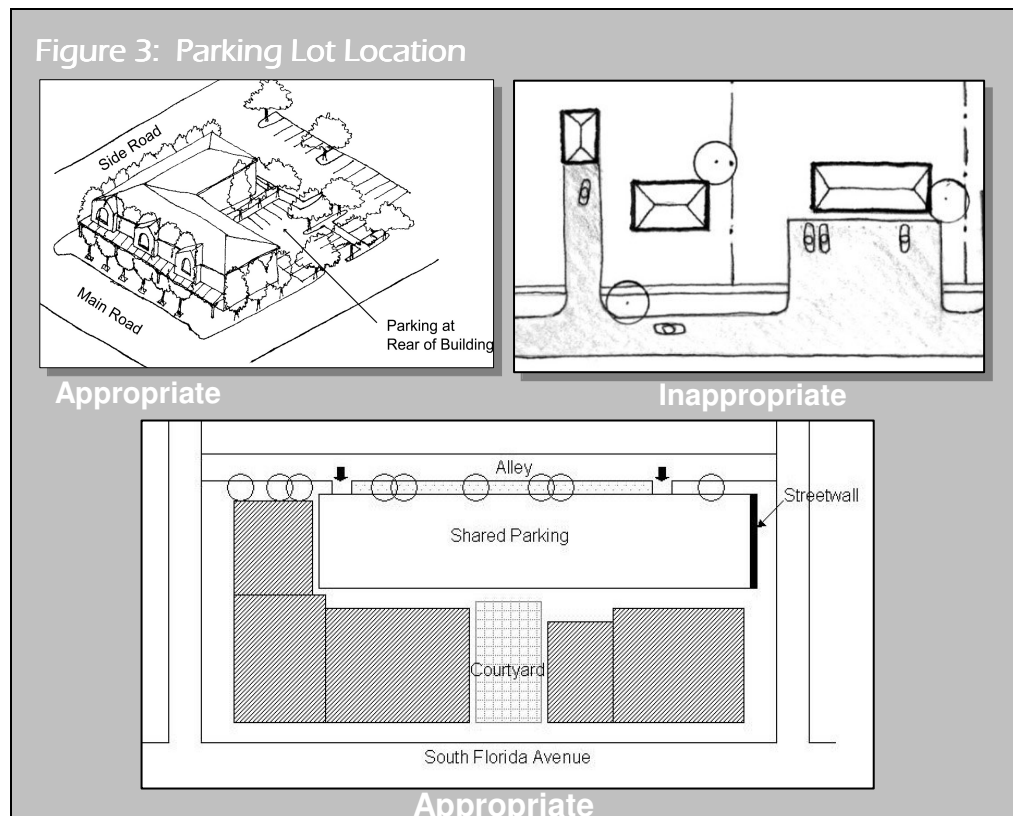 Figure 3: Parking Lot Location
Side Road
Main Road
Parking at
Rear of Building
Appropriate
Inappropriate
Alley
Streetwall
Shared Parking
Courtyard
South Florida Avenue
Appropriate